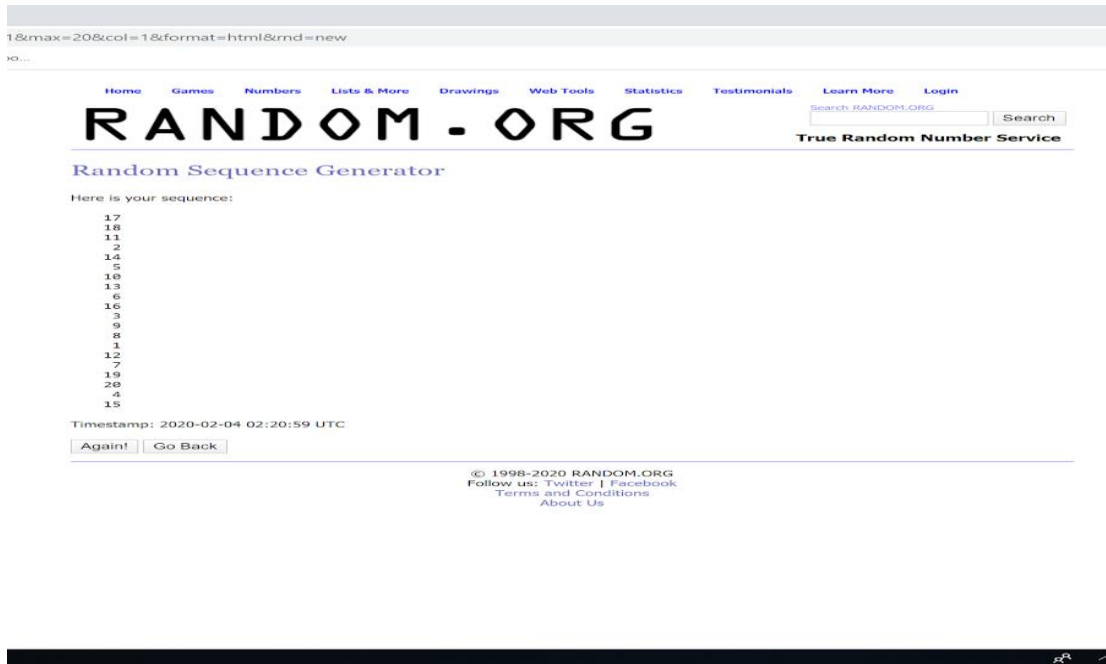 1&max=20&col=1&format=html&rnd=new
oo...
Home Games Numbers Lists & More Drawings Web Tools Statistics Testimonials Learn More Login
RANDOM.ORG
Search RANDOM.ORG
Search
True Random Number Service
Random Sequence Generator
Here is your sequence:
17
18
11
2
14
5
10
13
6
16
3
9
8
1
12
7
19
20
4
15
Timestamp: 2020-02-04 02:20:59 UTC
Again! Go Back
© 1998-2020 RANDOM.ORG
Follow us: Twitter | Facebook
Terms and Conditions
About Us